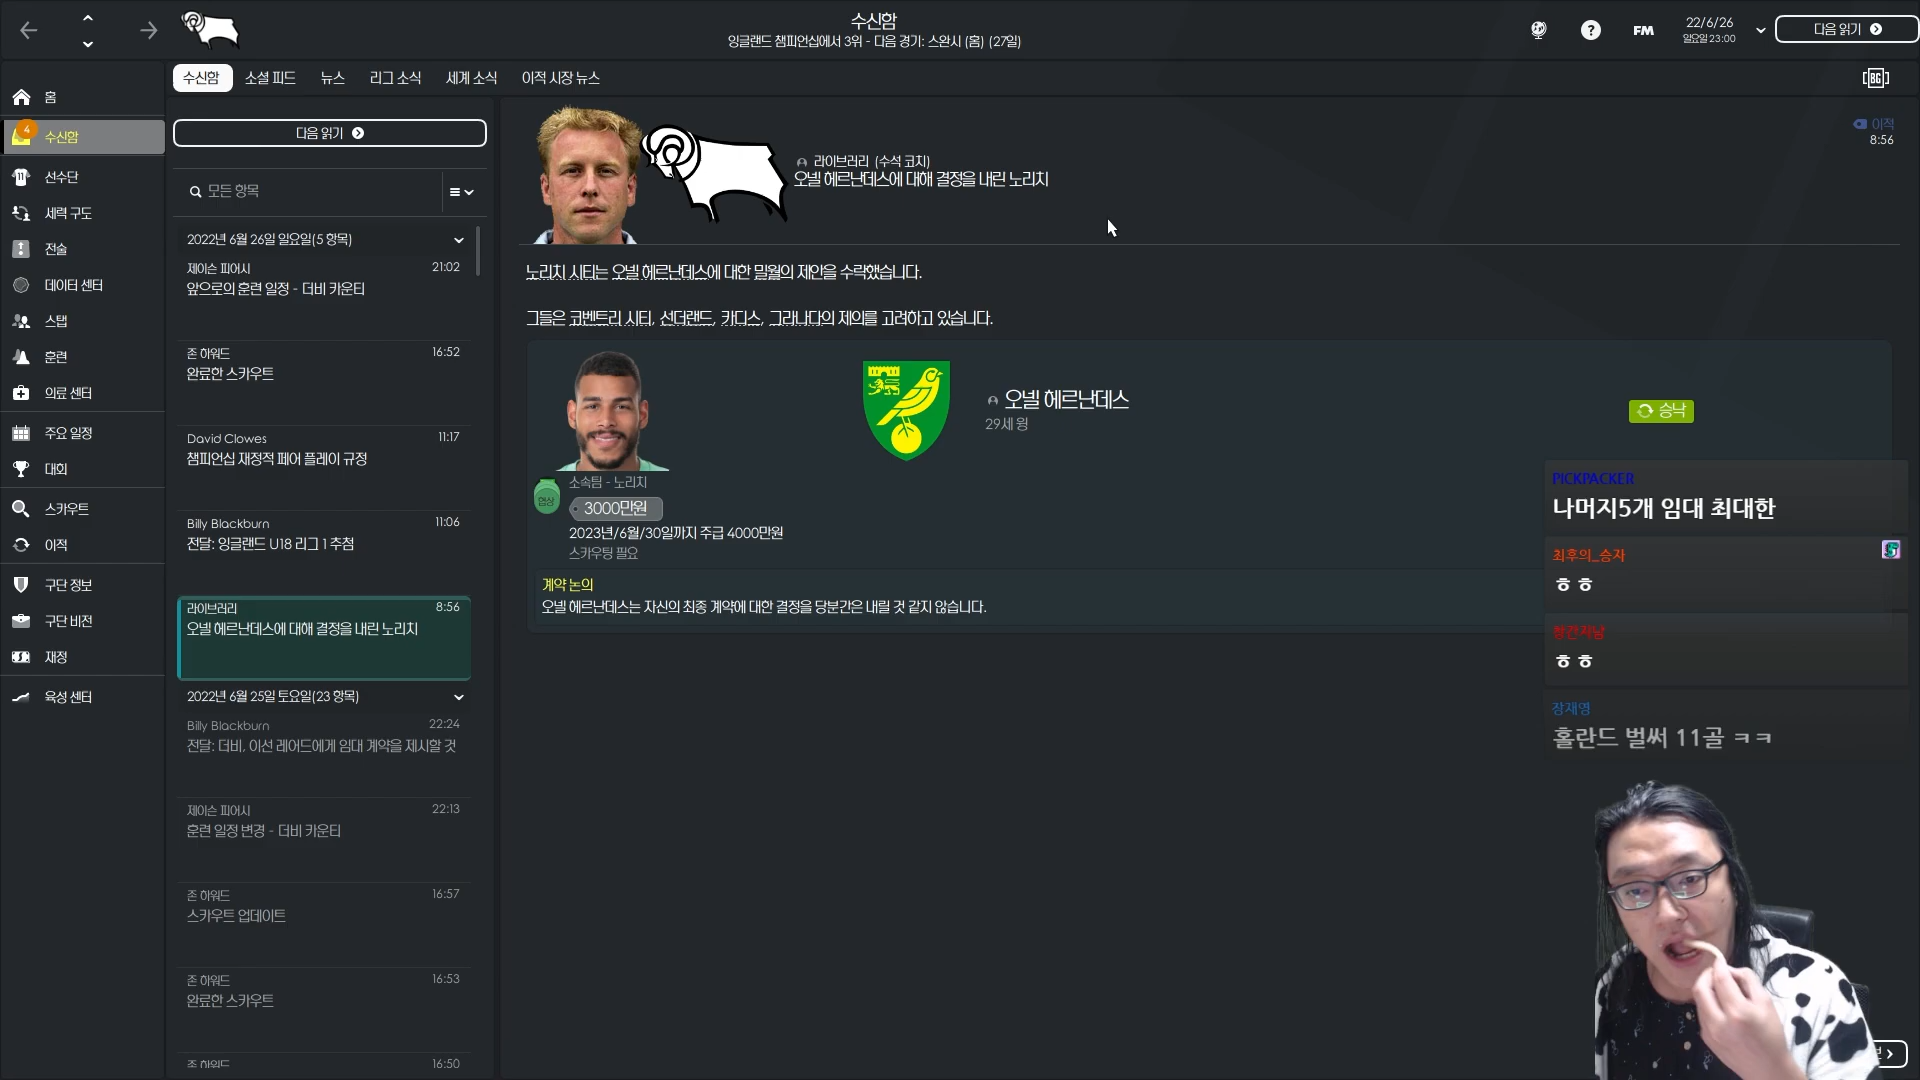 수신함
잉글랜드 챔피언십에서 3위 - 다음 경기: 스완시 (홈) (27일)
FM
22/6/26
일요일 23:00
다음 읽기
수신함
소셜 피드
뉴스
리그 소식
세계 소식
이적 시장 뉴스
BG
홈
4
수신함
선수단
세력 구도
전술
데이터 센터
스탭
훈련
의료 센터
주요 일정
대회
스카우트
이적
구단 정보
구단 비전
재정
육성 센터
다음 읽기
모든 항목
2022년 6월 26일 일요일(5 항목)
제이슨 피어시 21:02
앞으로의 훈련 일정 - 더비 카운티
존 하워드 16:52
완료한 스카우트
David Clowes 11:17
챔피언십 재정적 페어 플레이 규정
Billy Blackburn 11:06
전달: 잉글랜드 U18 리그 1 추첨
라이브러리 8:56
오넬 헤르난데스에 대해 결정을 내린 노리치
2022년 6월 25일 토요일(23 항목)
Billy Blackburn 22:24
전달: 더비, 이선 레어드에게 임대 계약을 제시할 것
제이슨 피어시 22:13
훈련 일정 변경 - 더비 카운티
존 하워드 16:57
스카우트 업데이트
존 하워드 16:53
완료한 스카우트
존 하워드 16:50
라이브러리 (수석 코치)
오넬 헤르난데스에 대해 결정을 내린 노리치
이적
8:56
노리치 시티는 오넬 헤르난데스에 대한 밀월의 제안을 수락했습니다.
그들은 코벤트리 시티, 선더랜드, 카디스, 그라나다의 제의를 고려하고 있습니다.
오넬 헤르난데스
29세 윙
승낙
소속팀 - 노리치
협상
3000만원
2023년/6월/30일까지 주급 4000만원
스카우팅 필요
계약 논의
오넬 헤르난데스는 자신의 최종 계약에 대한 결정을 당분간은 내릴 것 같지 않습니다.
PICKPACKER
나머지5개 임대 최대한
최후의_승자
ㅎㅎ
ㅎㅎ
장재영
홀란드 벌써 11골 ㅋㅋ